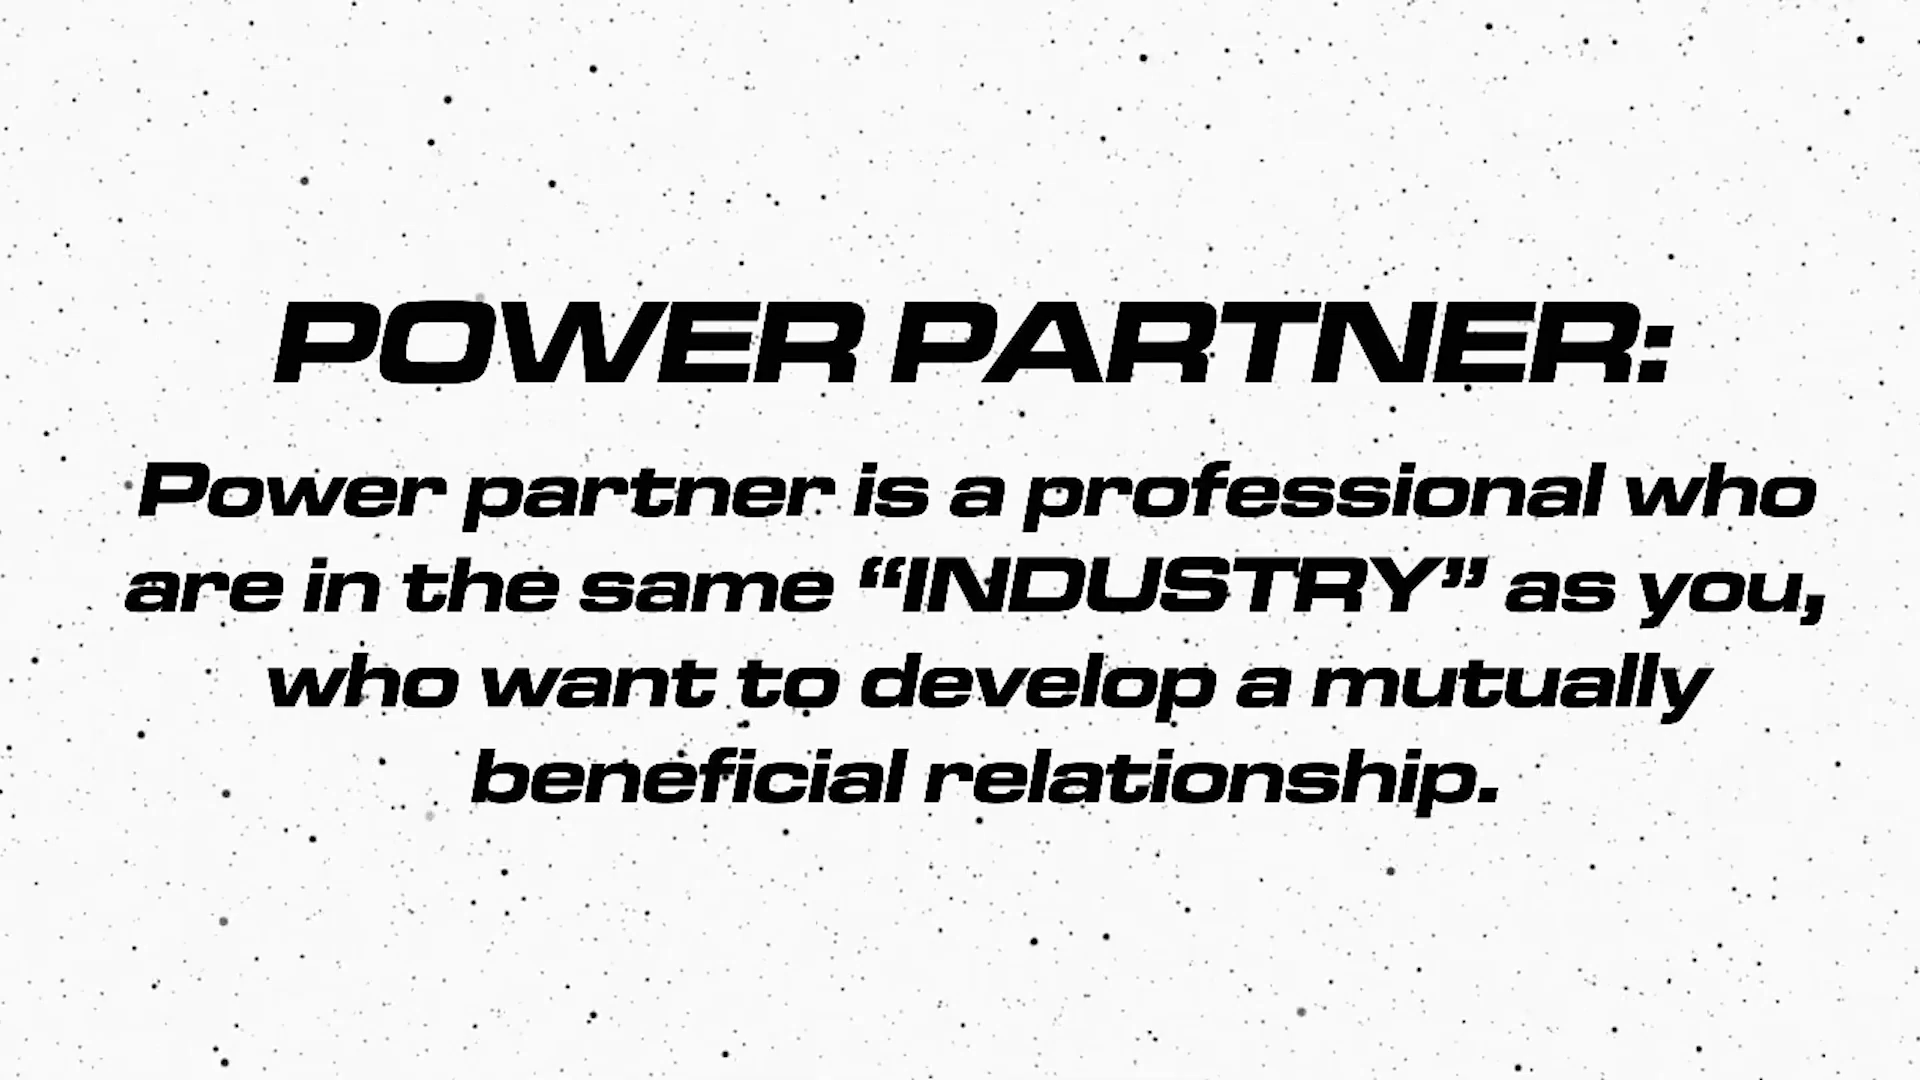 POWER PARTNER:
Power partner is a professional who
are in the same “INDUSTRY” as you,
who want to develop a mutually
beneficial relationship.